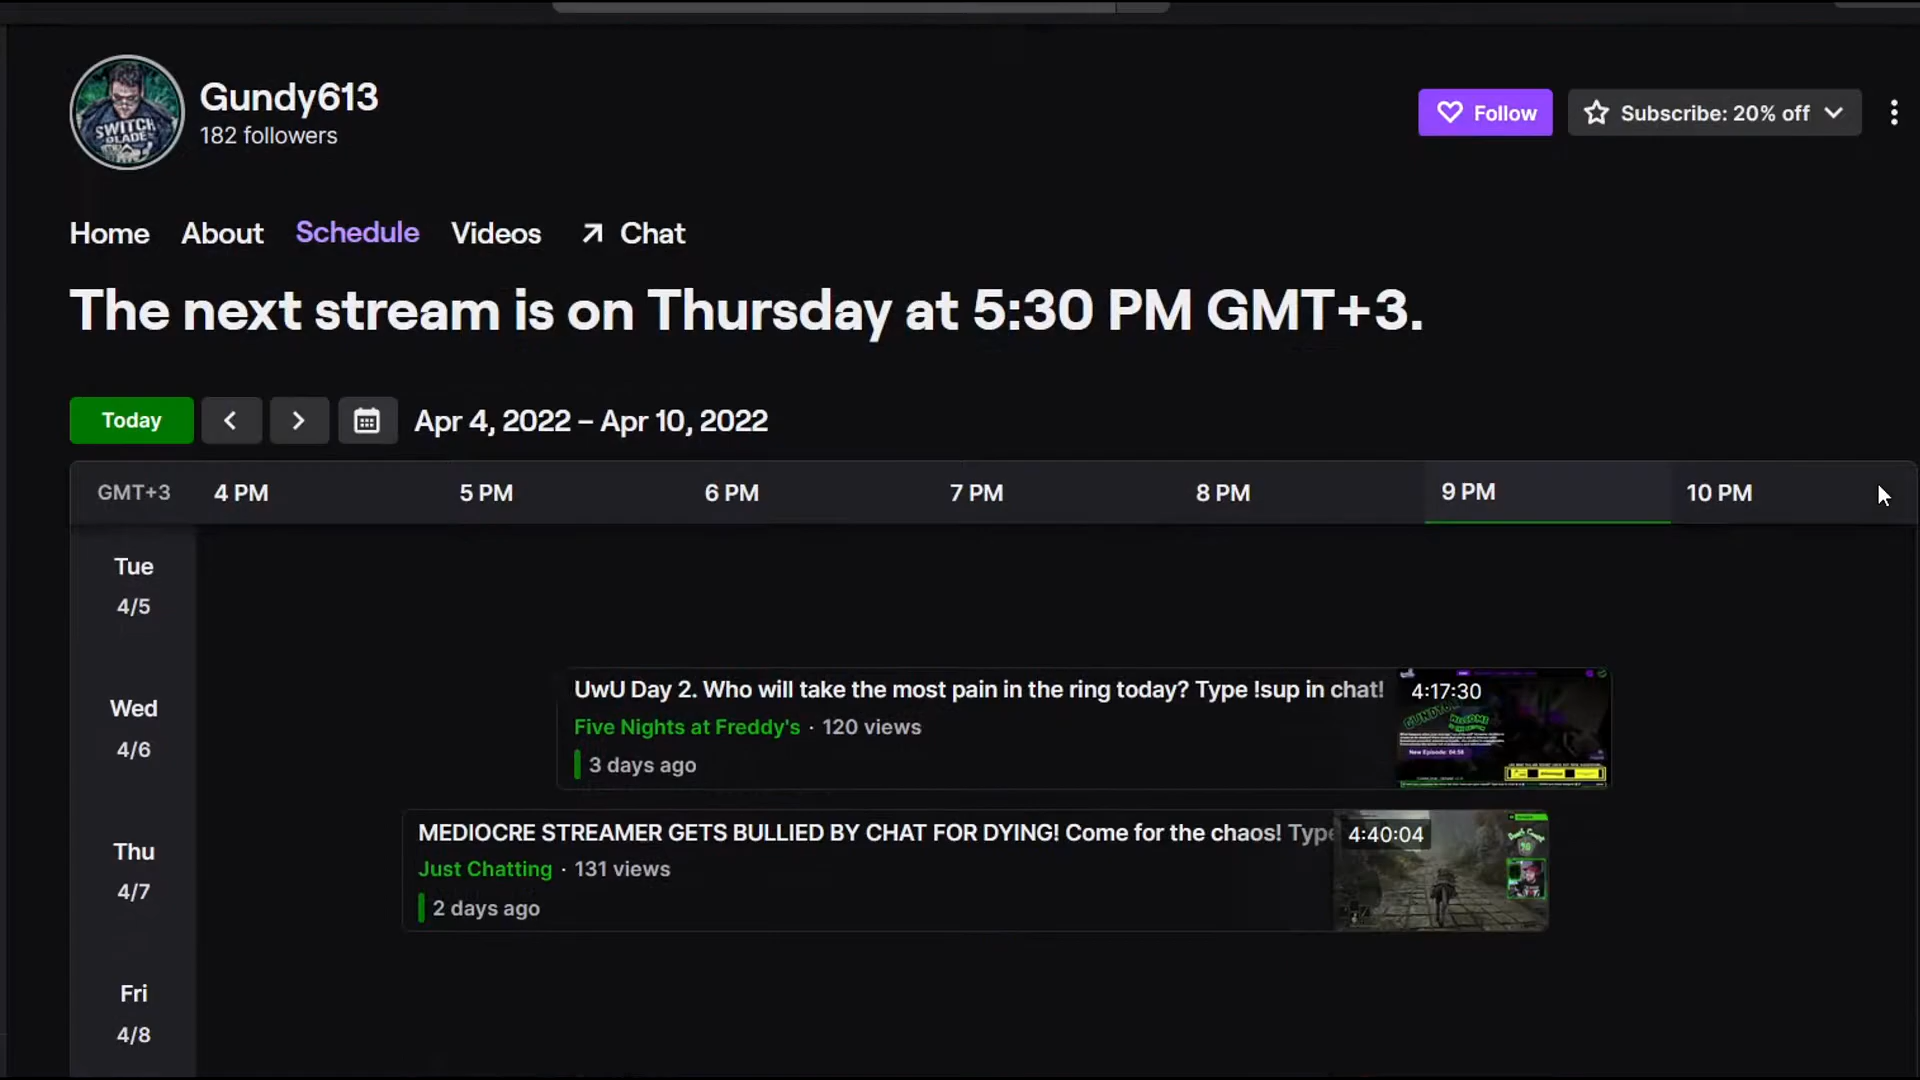 Gundy613
182 followers
Follow
Subscribe: 20% off
SWITCH
BLADE
Home About Schedule Videos Chat
The next stream is on Thursday at 5:30 PM GMT+3.
Today
Apr 4, 2022 – Apr 10, 2022
GMT+3 4 PM 5 PM 6 PM 7 PM 8 PM 9 PM 10 PM
Tue
4/5
Wed
4/6
UwU Day 2. Who will take the most pain in the ring today? Type !sup in chat!
Five Nights at Freddy's · 120 views
3 days ago
4:17:30
New Episode: 04:58
Thu
4/7
MEDIOCRE STREAMER GETS BULLIED BY CHAT FOR DYING! Come for the chaos! Type
Just Chatting · 131 views
2 days ago
4:40:04
Fri
4/8